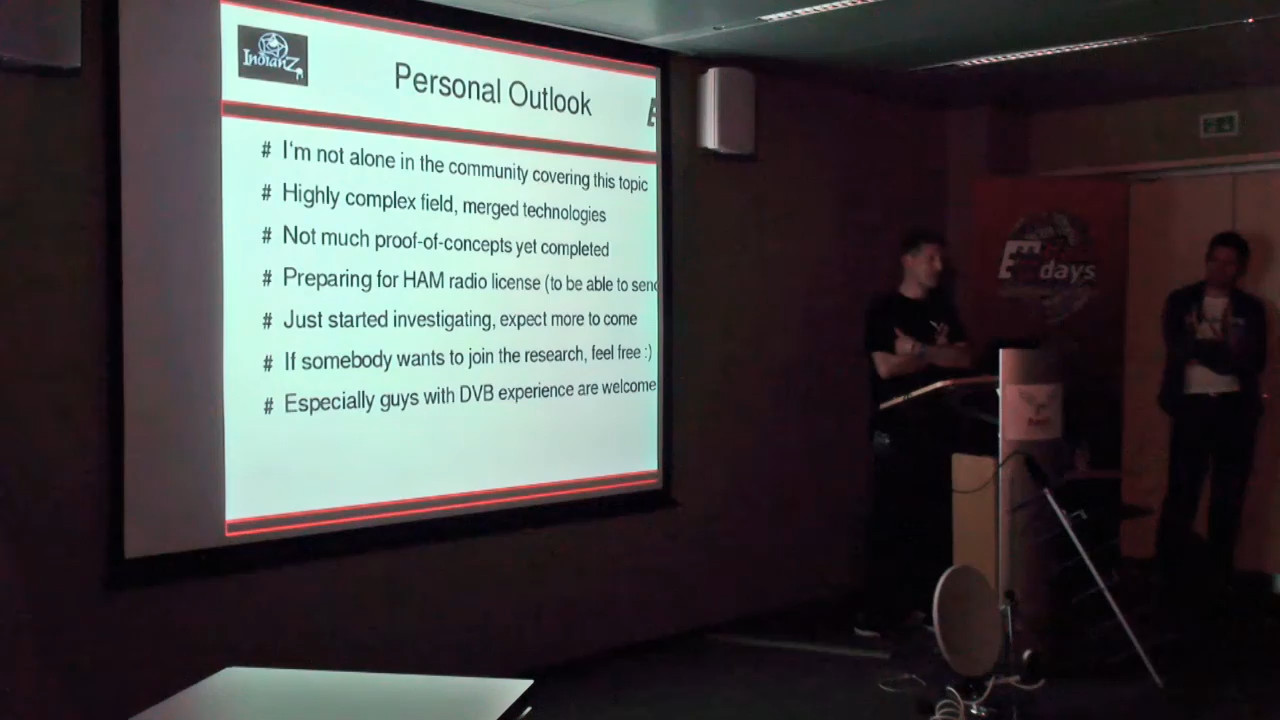 IndianZ
Personal Outlook
E
# I'm not alone in the community covering this topic
# Highly complex field, merged technologies
# Not much proof-of-concepts yet completed
# Preparing for HAM radio license (to be able to send
# Just started investigating, expect more to come
# If somebody wants to join the research, feel free :)
# Especially guys with DVB experience are welcome
days